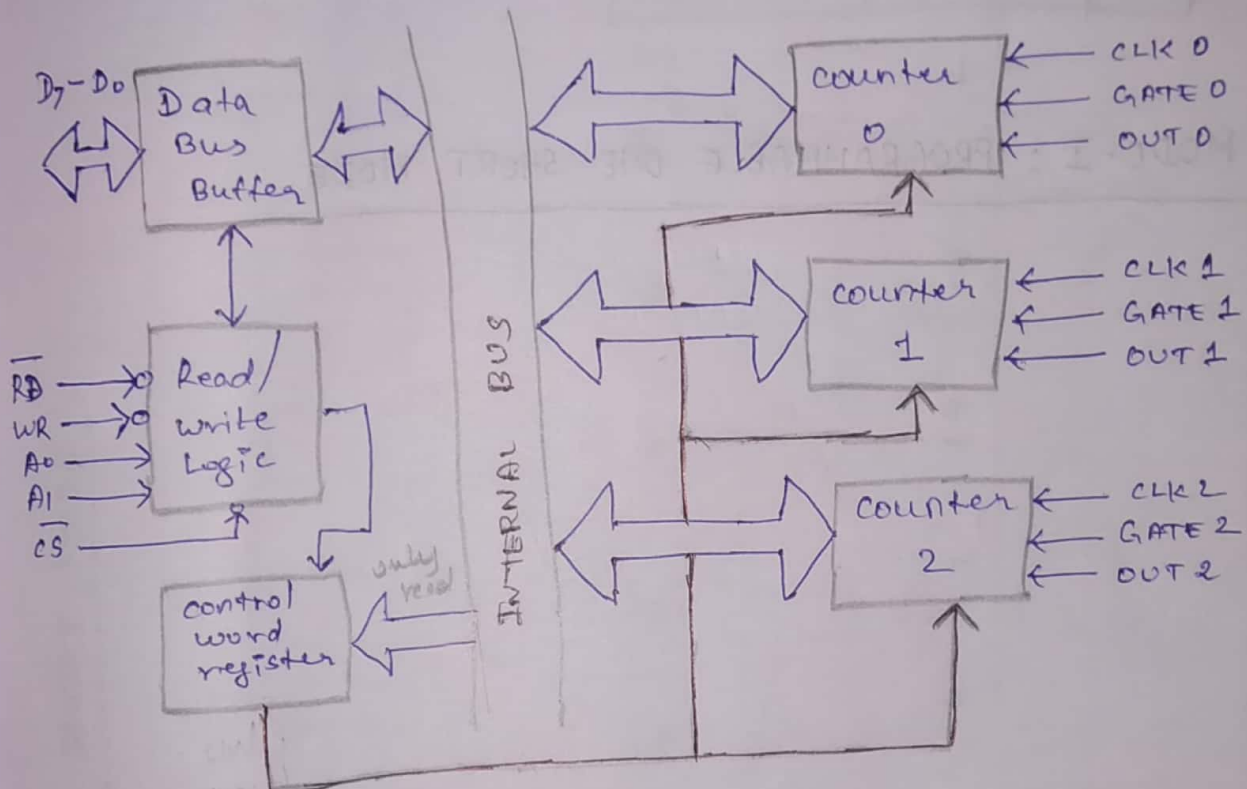 D7-D0
Data
Bus
Buffer
counter
0
CLK 0
GATE 0
OUT 0
counter
1
CLK 1
GATE 1
OUT 1
RD
WR
A0
A1
CS
Read/
write
Logic
INTERNAL BUS
counter
2
CLK 2
GATE 2
OUT 2
only
read
control
word
register